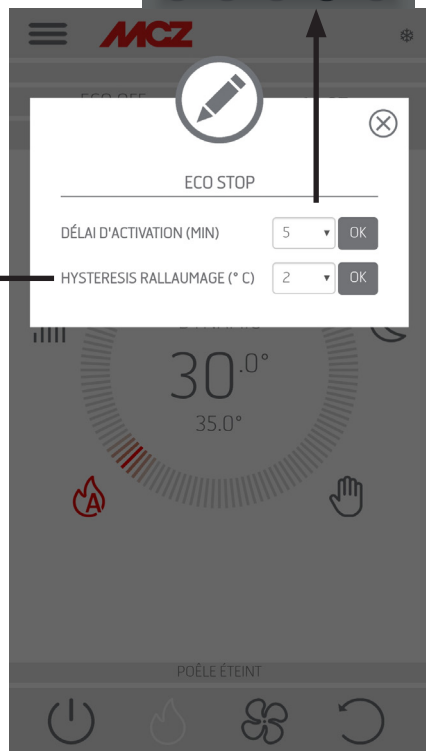 MCZ
ECO OFF
ECO STOP
DÉLAI D'ACTIVATION (MIN) 5 OK
HYSTERESIS RALLAUMAGE (° C) 2 OK
30.0°
35.0°
A
POÊLE ÉTEINT